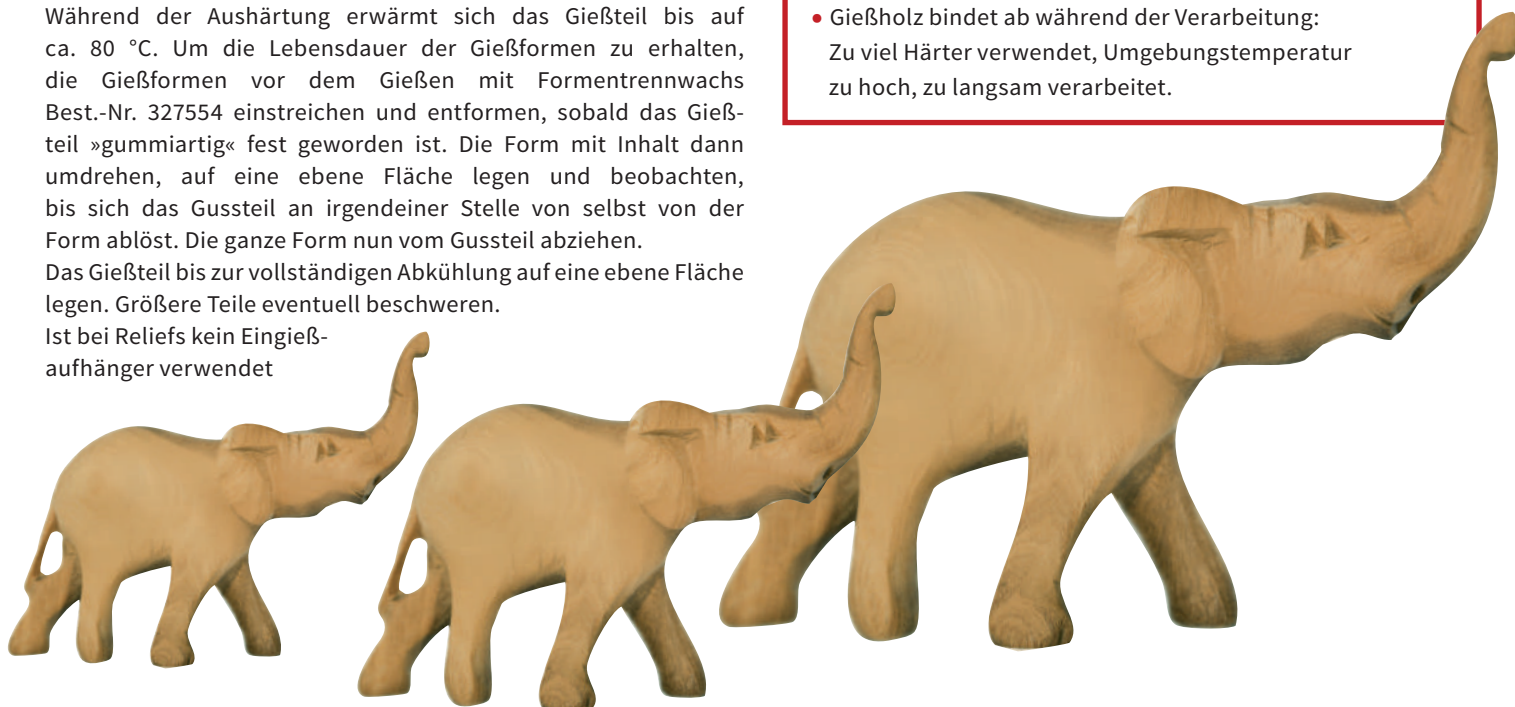 Während der Aushärtung erwärmt sich das Gießteil bis auf
ca. 80 °C. Um die Lebensdauer der Gießformen zu erhalten,
die Gießformen vor dem Gießen mit Formentrennwachs
Best.-Nr. 327554 einstreichen und entformen, sobald das Gieß-
teil »gummiartig« fest geworden ist. Die Form mit Inhalt dann
umdrehen, auf eine ebene Fläche legen und beobachten,
bis sich das Gussteil an irgendeiner Stelle von selbst von der
Form ablöst. Die ganze Form nun vom Gussteil abziehen.
Das Gießteil bis zur vollständigen Abkühlung auf eine ebene Fläche
legen. Größere Teile eventuell beschweren.
Ist bei Reliefs kein Eingieß-
aufhänger verwendet
• Gießholz bindet ab während der Verarbeitung:
Zu viel Härter verwendet, Umgebungstemperatur
zu hoch, zu langsam verarbeitet.